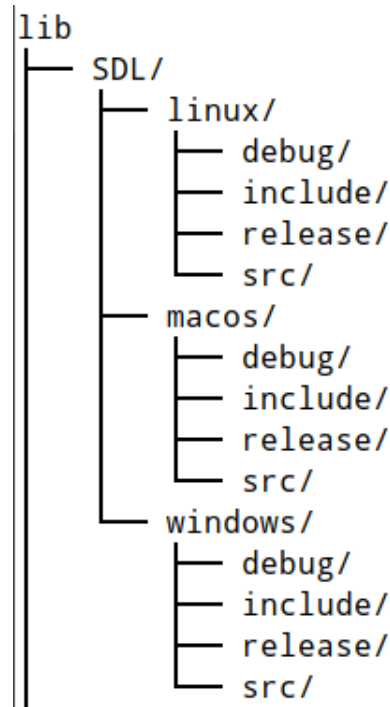 lib
SDL/
linux/
debug/
include/
release/
src/
macos/
debug/
include/
release/
src/
windows/
debug/
include/
release/
src/